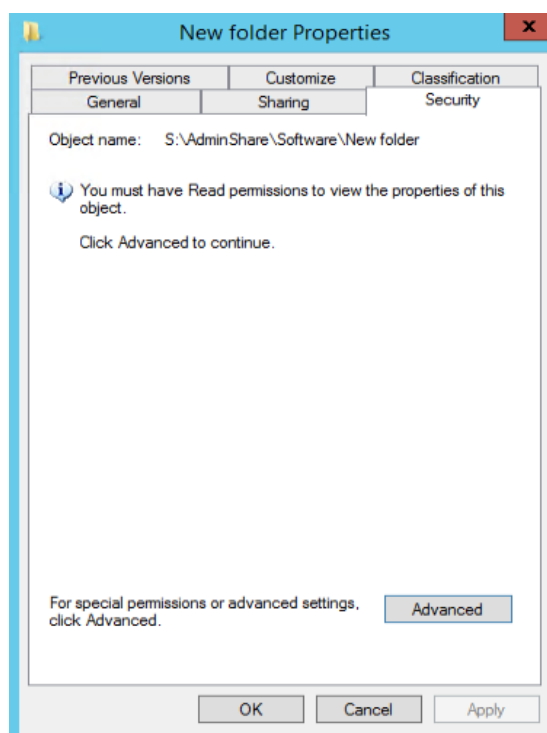 New folder Properties
x
Previous Versions Customize Classification
General Sharing Security
Object name: S:\AdminShare\Software\New folder
You must have Read permissions to view the properties of this
object.
Click Advanced to continue.
For special permissions or advanced settings,
click Advanced.
Advanced
OK Cancel Apply